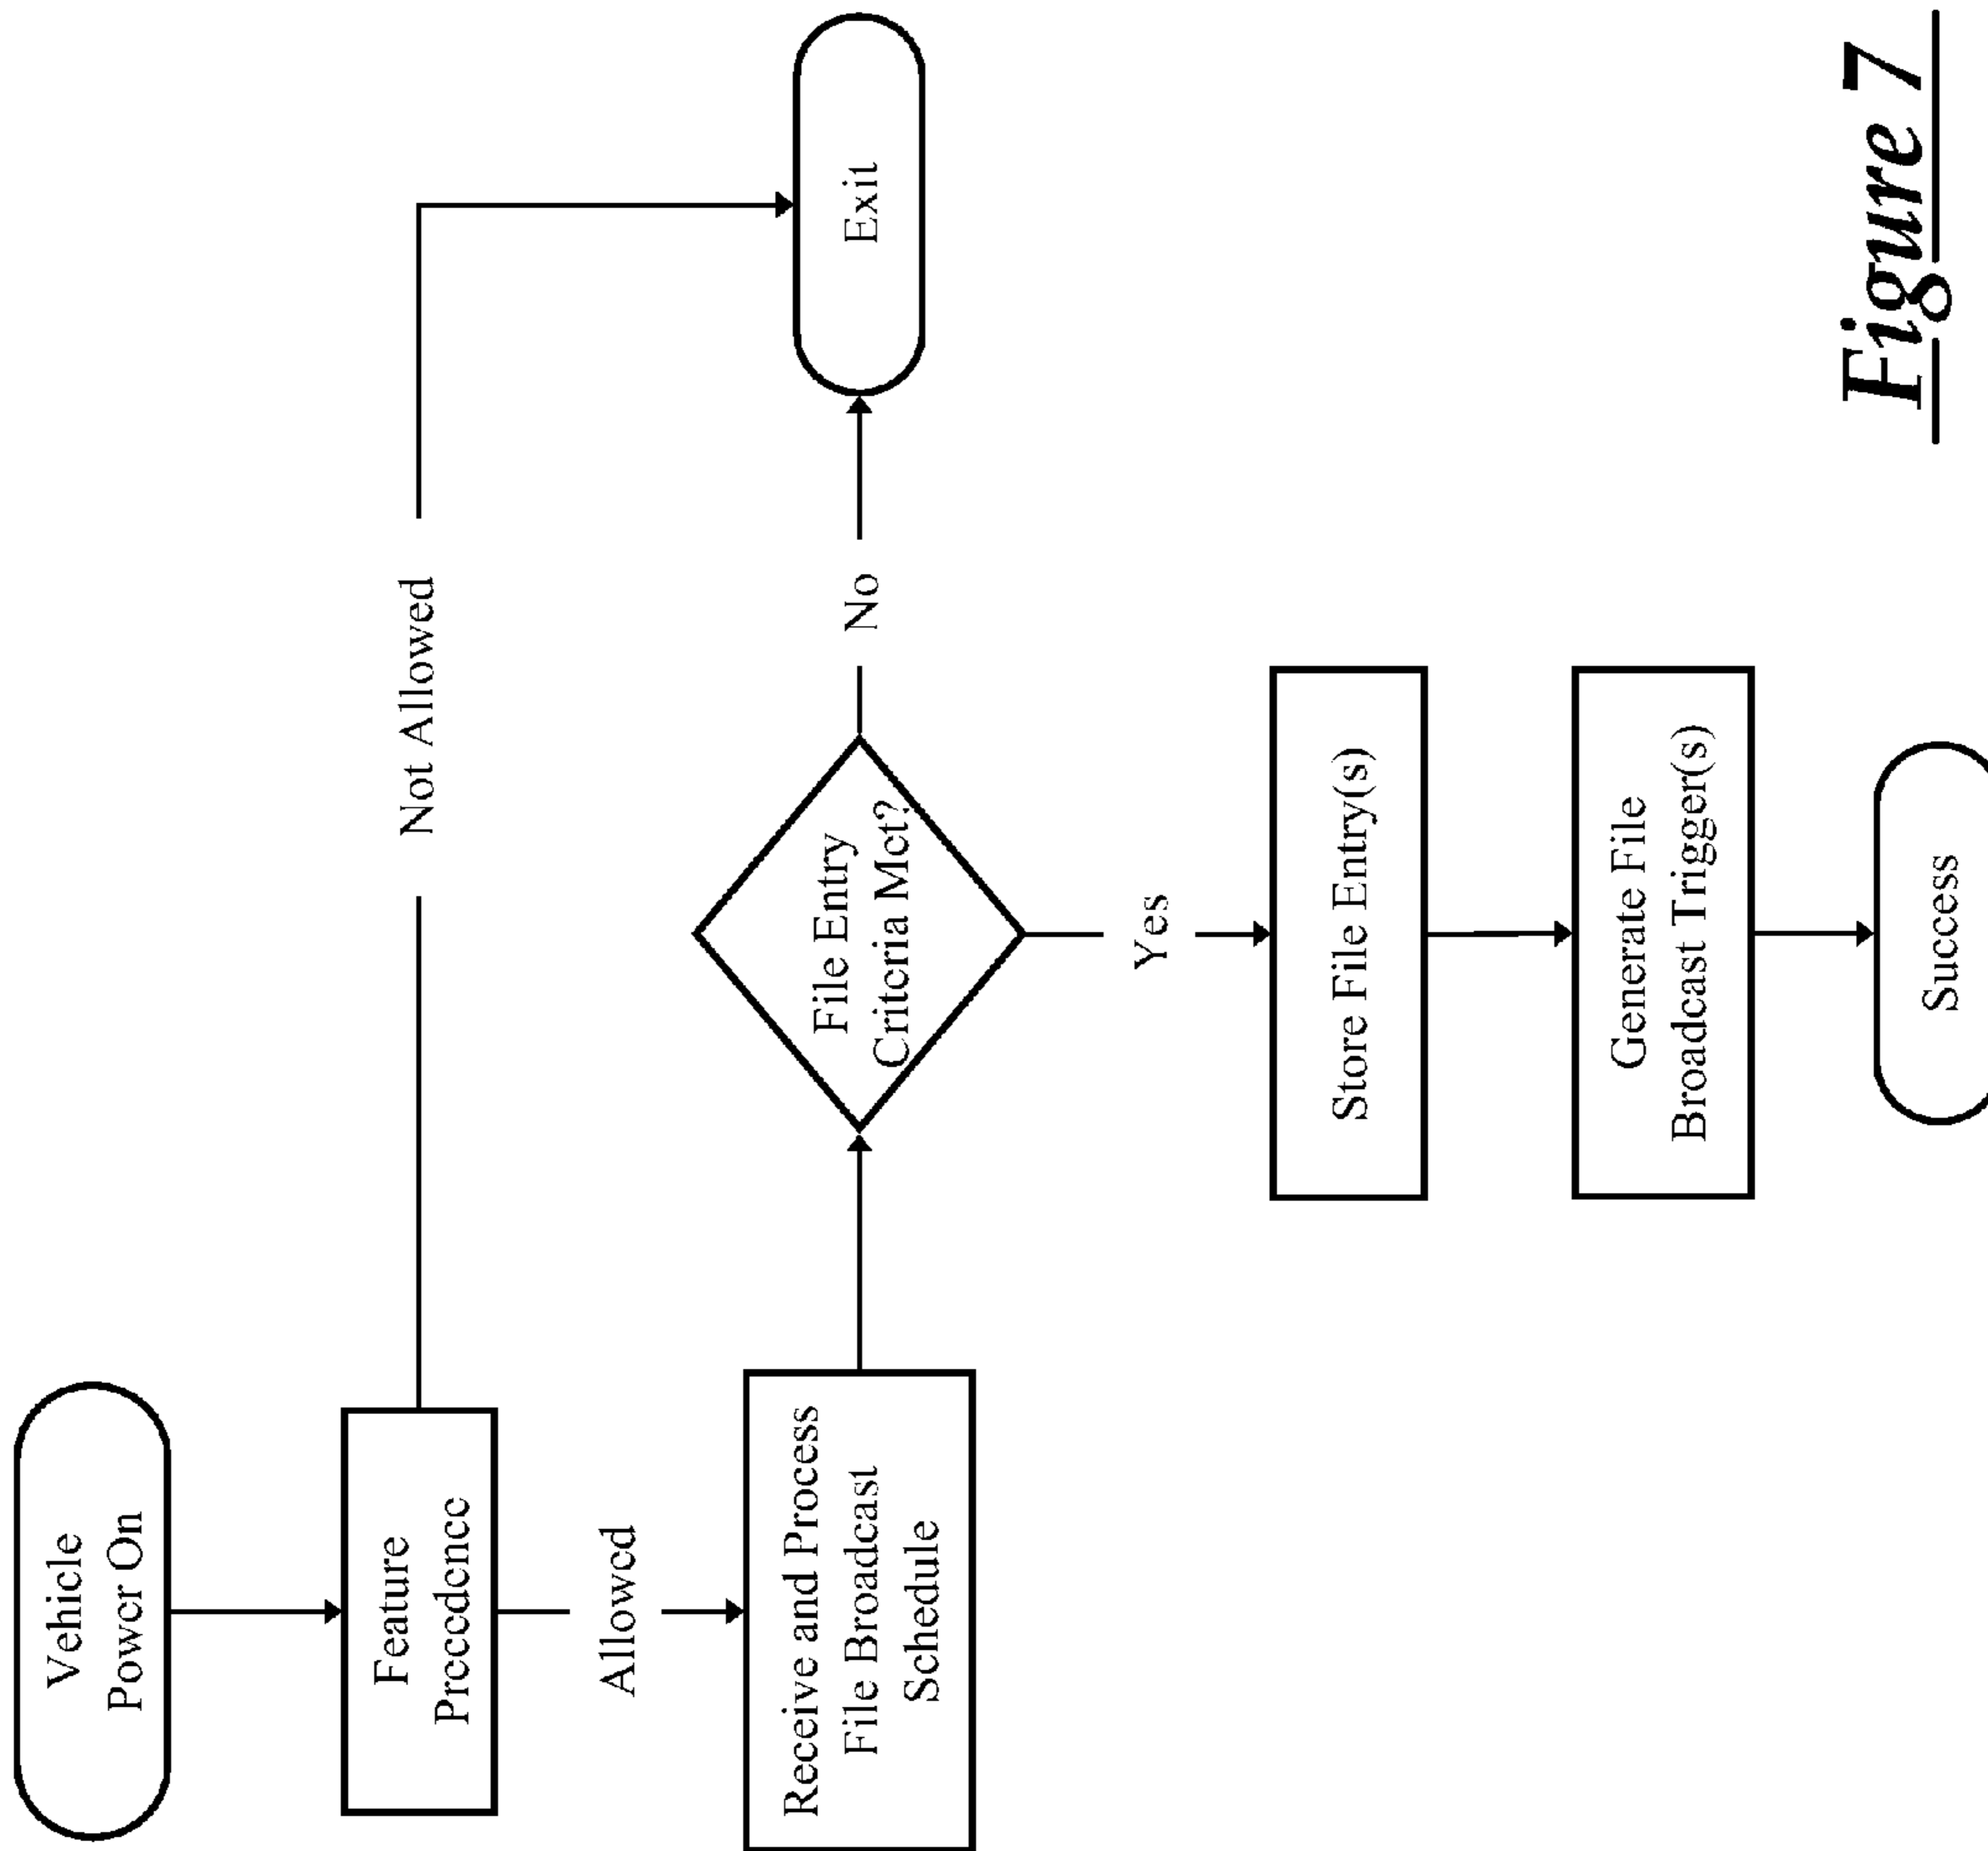 Vehicle
Power On
Feature
Precedence
Not Allowed
Allowed
Receive and Process
File Broadcast
Schedule
File Entry
Criteria Met?
No
Exit
Yes
Store File Entry(s)
Generate File
Broadcast Trigger(s)
Success
Figure 7